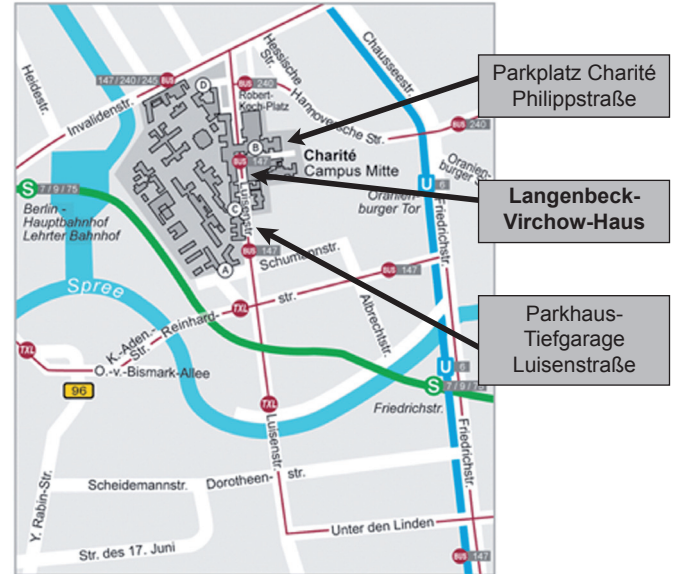 Heidestr.
147 / 240 / 245 BUS
Invalidenstr.
D
Hessische
Str.
BUS 240
Robert-
Koch-Platz
Hannoversche Str.
Chausseestr.
BUS 240
Parkplatz Charité
Philippstraße
B
BUS 147
Charité
Campus Mitte
Oranien-
burger
U 6
Oranien-
burger Tor
Langenbeck-
Virchow-Haus
S 7 / 9 / 75
Berlin -
Hauptbahnhof
Lehrter Bahnhof
C
Luisenstr.
Friedrichstr.
A
BUS 147
Schumannstr.
BUS 147
Spree
TXL
K.-Aden.-
Str.
Reinhard-
str.
Albrechtstr.
Parkhaus-
Tiefgarage
Luisenstraße
TXL
O.-v.-Bismark-Allee
96
U 6
S 7 / 9 /
Friedrichstr.
TXL
Luisenstr.
Friedrichstr.
Y. Rabin-Str.
Scheidemannstr.
Dorotheen-
str.
Unter den Linden
Str. des 17. Juni
BUS 147